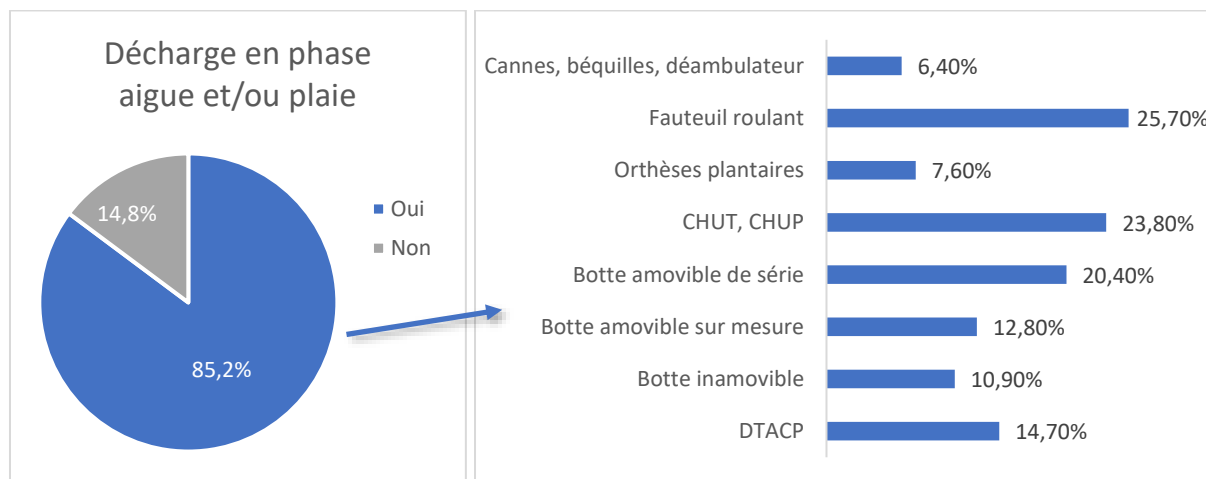 Décharge en phase
aigue et/ou plaie
14,8%
85,2%
Oui
Non
Cannes, béquilles, déambulateur 6,40%
Fauteuil roulant 25,70%
Orthèses plantaires 7,60%
CHUT, CHUP 23,80%
Botte amovible de série 20,40%
Botte amovible sur mesure 12,80%
Botte inamovible 10,90%
DTACP 14,70%